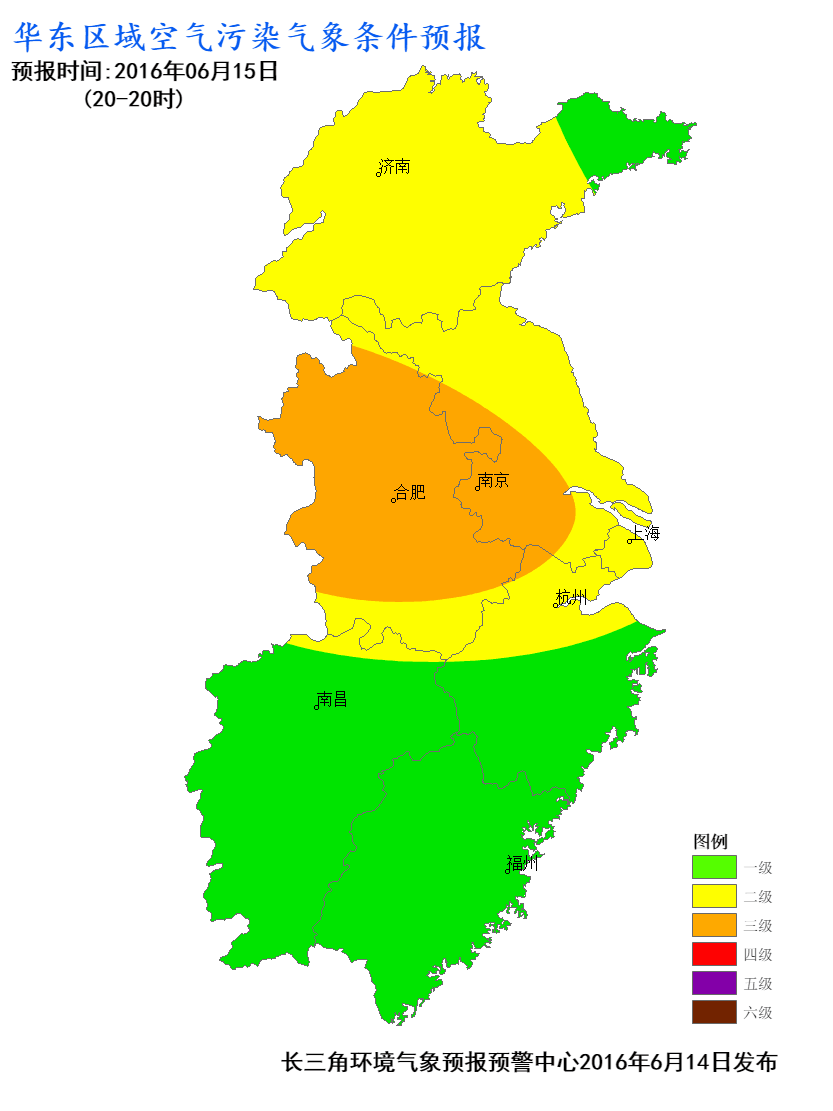 华东区域空气污染气象条件预报
预报时间:2016年06月15日
(20-20时)
济南
合肥
南京
上海
杭州
南昌
福州
图例
一级
二级
三级
四级
五级
六级
长三角环境气象预报预警中心2016年6月14日发布